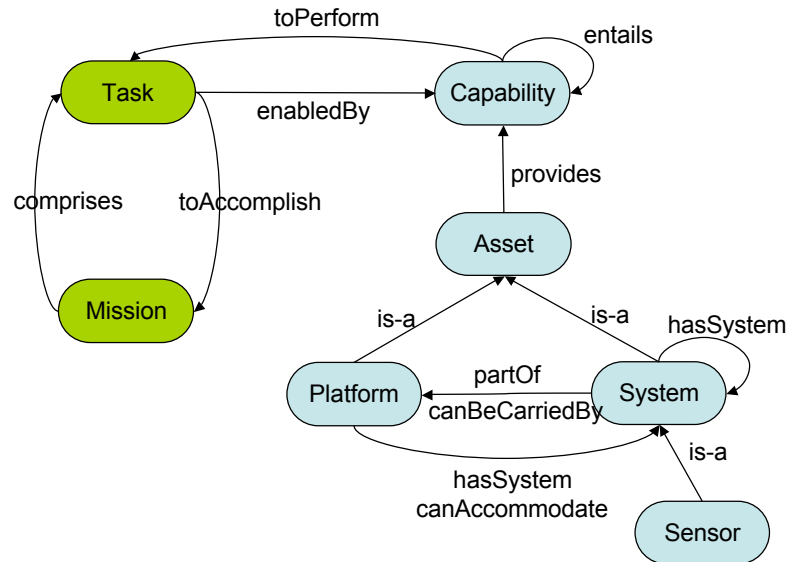 toPerform
entails
Task
Capability
enabledBy
provides
comprises
toAccomplish
Asset
Mission
is-a
is-a
hasSystem
Platform
partOf
System
canBeCarriedBy
is-a
hasSystem
canAccommodate
Sensor